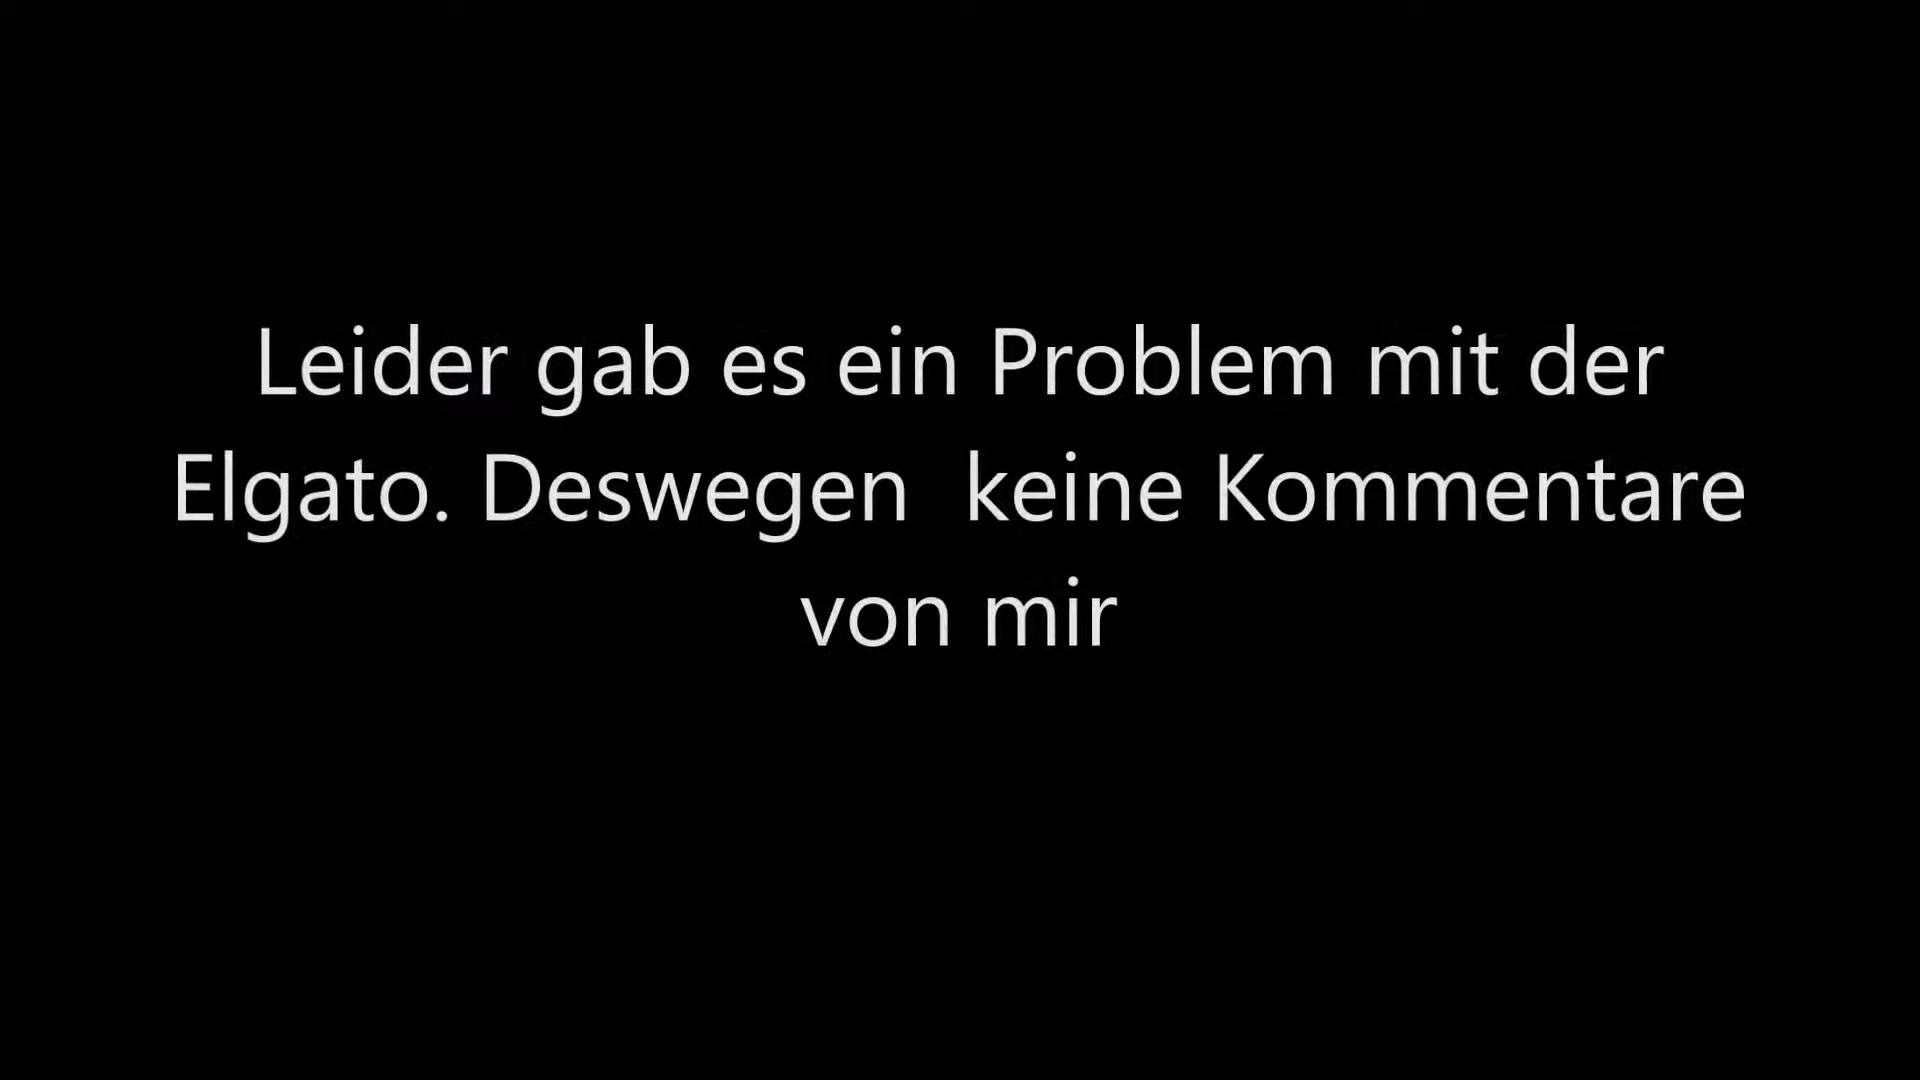 Leider gab es ein Problem mit der
Elgato. Deswegen  keine Kommentare
von mir